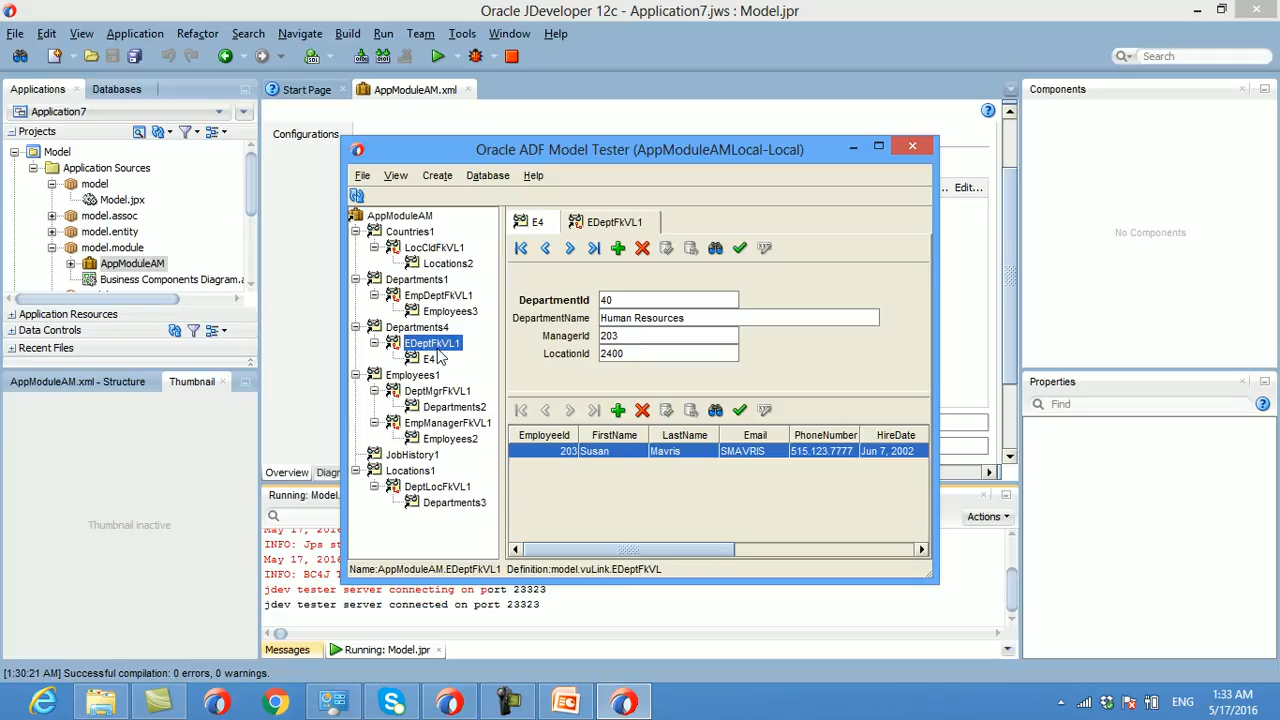 Oracle JDeveloper 12c - Application7.jws : Model.jpr
File Edit View Application Refactor Search Navigate Build Run Team Tools Window Help
Search
Applications Databases
Start Page
AppModuleAM.xml
Components
Application7
Projects
Model
Application Sources
model
Model.jpx
model.assoc
model.entity
model.module
AppModuleAM
Business Components Diagram.a
Application Resources
Data Controls
Recent Files
AppModuleAM.xml - Structure Thumbnail
Thumbnail inactive
Configurations
... Edit...
Oracle ADF Model Tester (AppModuleAMLocal-Local)
File View Create Database Help
AppModuleAM
Countries1
LocCIdFkVL1
Locations2
Departments1
EmpDeptFkVL1
Employees3
Departments4
EDeptFkVL1
E4
Employees1
DeptMgrFkVL1
Departments2
EmpManagerFkVL1
Employees2
JobHistory1
Locations1
DeptLocFkVL1
Departments3
E4 EDeptFkVL1
DepartmentId 40
DepartmentName Human Resources
ManagerId 203
LocationId 2400
EmployeeId FirstName LastName Email PhoneNumber HireDate
203 Susan Mavris SMAVRIS 515.123.7777 Jun 7, 2002
Name:AppModuleAM.EDeptFkVL1 Definition:model.vuLink.EDeptFkVL
No Components
Properties
Find
Overview Diag
Running: Model.
Actions
May 17, 2016
INFO: Jps st
May 17, 2016
INFO: BC4J T
jdev tester server connecting on port 23323
jdev tester server connected on port 23323
Messages Running: Model.jpr
[1:30:21 AM] Successful compilation: 0 errors, 0 warnings.
ENG
1:33 AM
5/17/2016